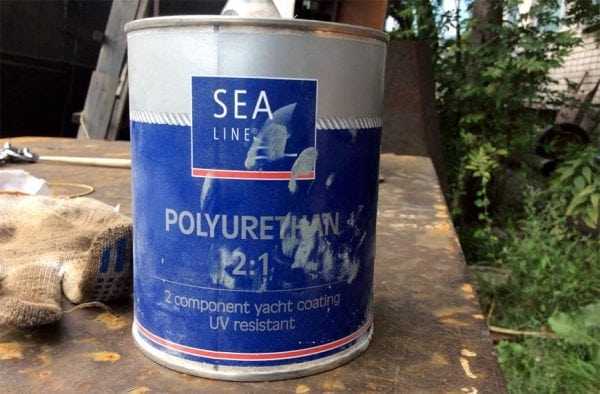 SEA
LINE®
POLYURETHAN
2:1
2 component yacht coating
UV resistant